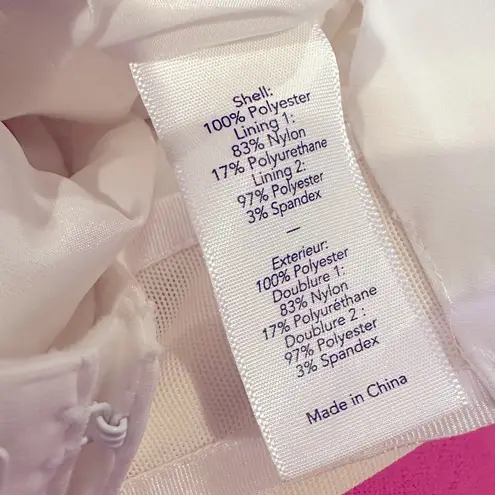 Shell:
100% Polyester
Lining 1:
83% Nylon
17% Polyurethane
Lining 2:
97% Polyester
3% Spandex
—
Exterieur:
100% Polyester
Doublure 1:
83% Nylon
17% Polyuréthane
Doublure 2 :
97% Polyester
3% Spandex
Made in China